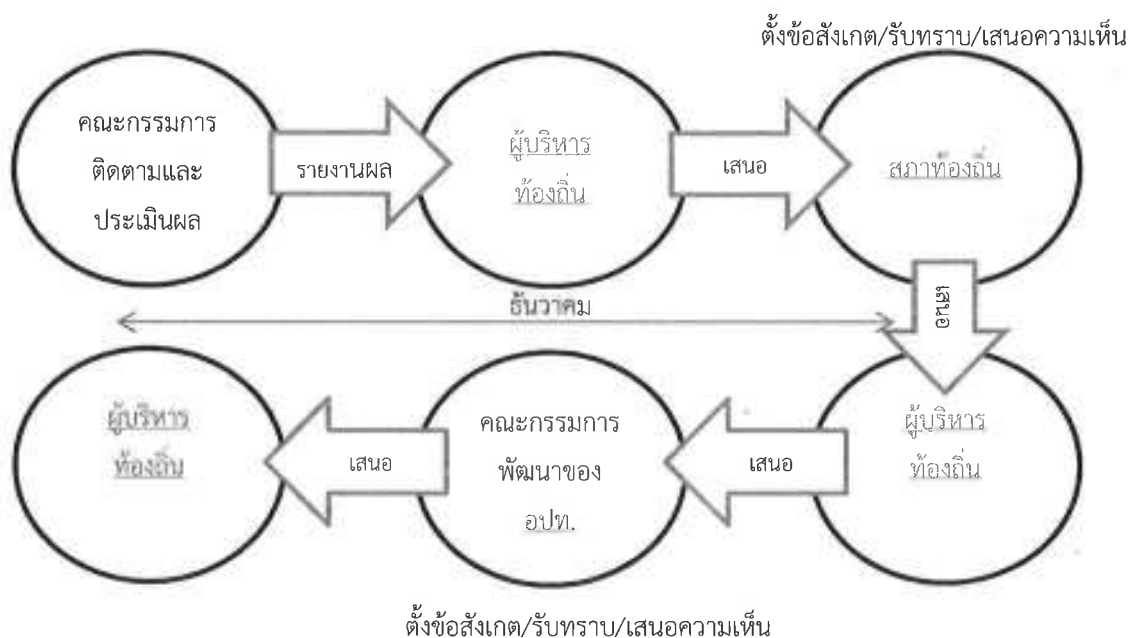 ตั้งข้อสังเกต/รับทราบ/เสนอความเห็น
คณะกรรมการ
ติดตามและ
ประเมินผล
รายงานผล
ผู้บริหาร
ท้องถิ่น
เสนอ
สภาท้องถิ่น
เสนอ
ธันวาคม
ผู้บริหาร
ท้องถิ่น
เสนอ
คณะกรรมการ
พัฒนาของ
อปท.
เสนอ
ผู้บริหาร
ท้องถิ่น
ตั้งข้อสังเกต/รับทราบ/เสนอความเห็น